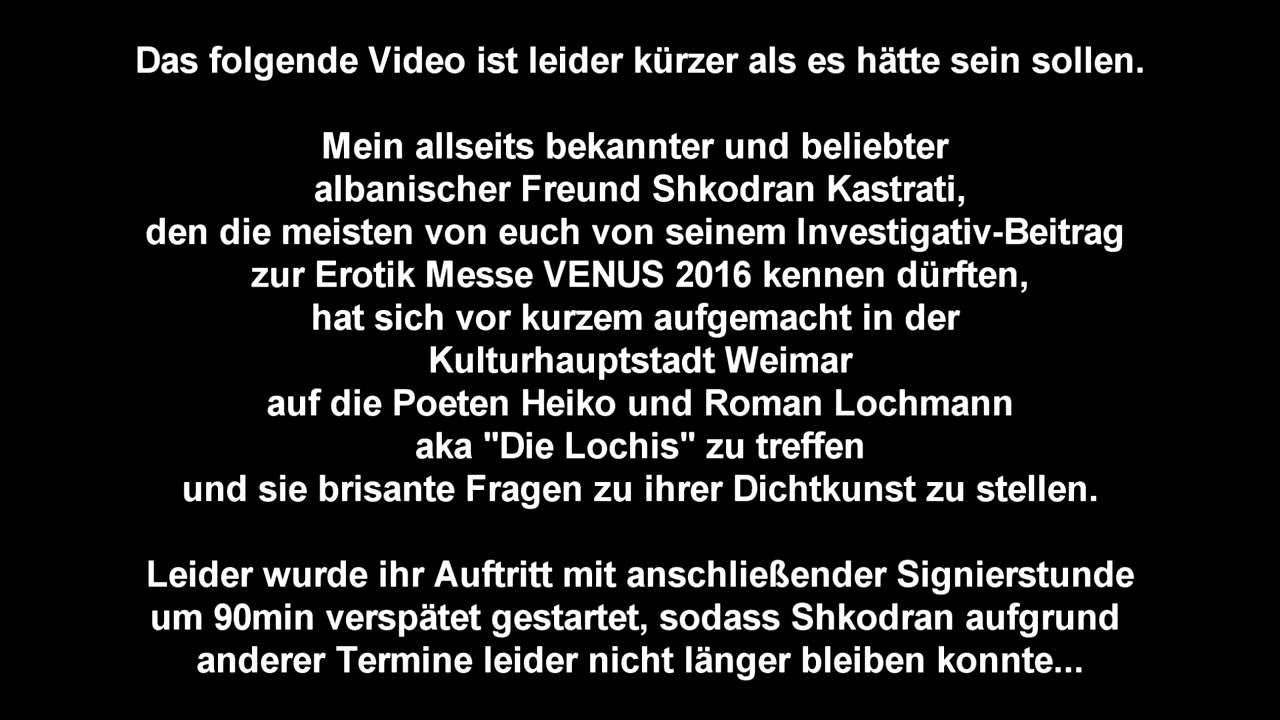 Das folgende Video ist leider kürzer als es hätte sein sollen.
Mein allseits bekannter und beliebter
albanischer Freund Shkodran Kastrati,
den die meisten von euch von seinem Investigativ-Beitrag
zur Erotik Messe VENUS 2016 kennen dürften,
hat sich vor kurzem aufgemacht in der
Kulturhauptstadt Weimar
auf die Poeten Heiko und Roman Lochmann
aka "Die Lochis" zu treffen
und sie brisante Fragen zu ihrer Dichtkunst zu stellen.
Leider wurde ihr Auftritt mit anschließender Signierstunde
um 90min verspätet gestartet, sodass Shkodran aufgrund
anderer Termine leider nicht länger bleiben konnte...